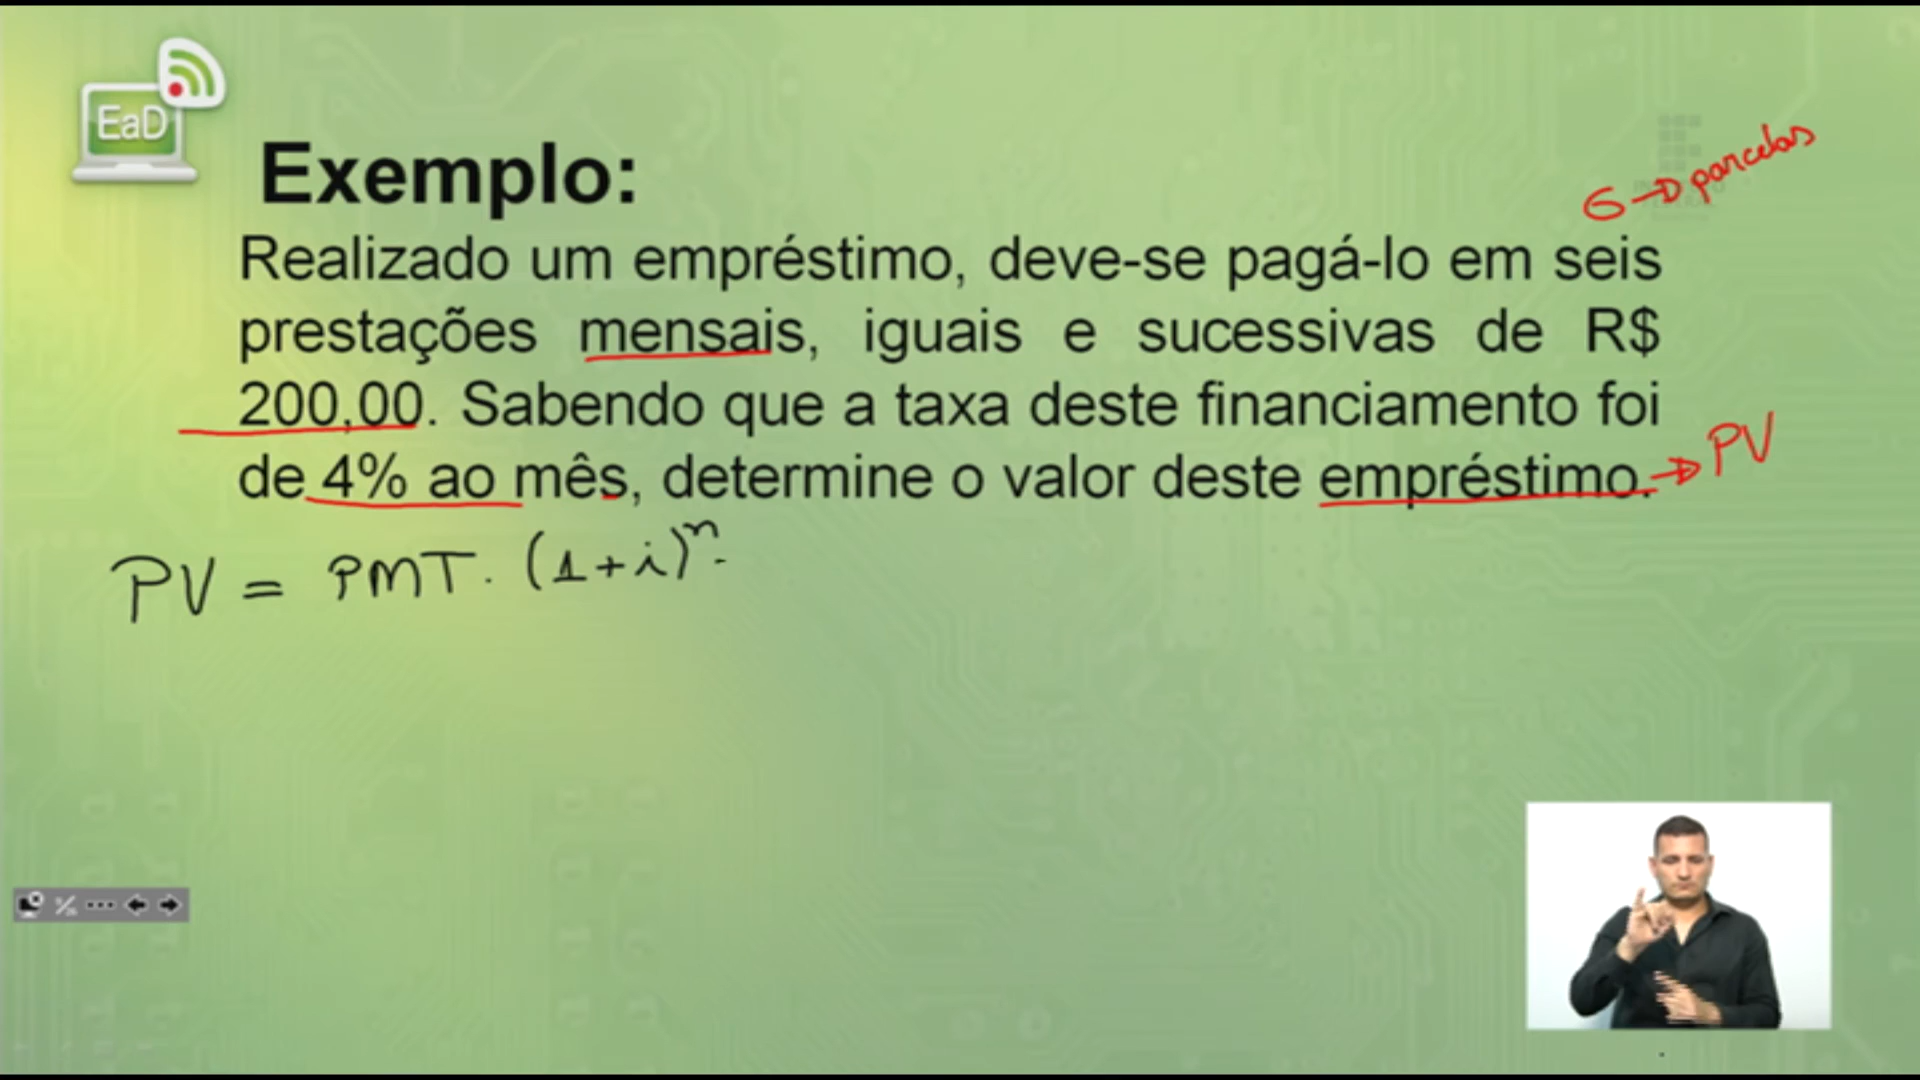 EaD
Exemplo:
6 → parcelas
Realizado um empréstimo, deve-se pagá-lo em seis
prestações mensais, iguais e sucessivas de R$
200,00. Sabendo que a taxa deste financiamento foi
de 4% ao mês, determine o valor deste empréstimo. → PV
PV = PMT. (1+i)ⁿ-